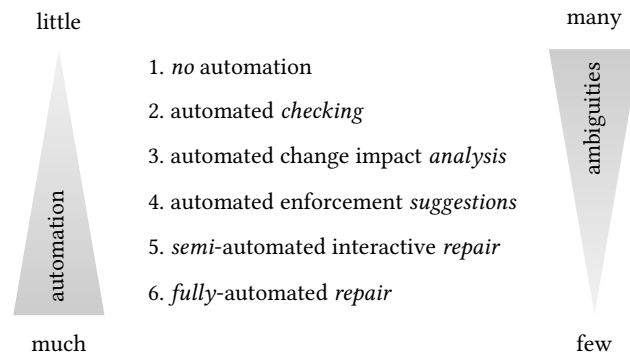 little
many
1. no automation
2. automated checking
3. automated change impact analysis
4. automated enforcement suggestions
5. semi-automated interactive repair
6. fully-automated repair
automation
ambiguities
much
few